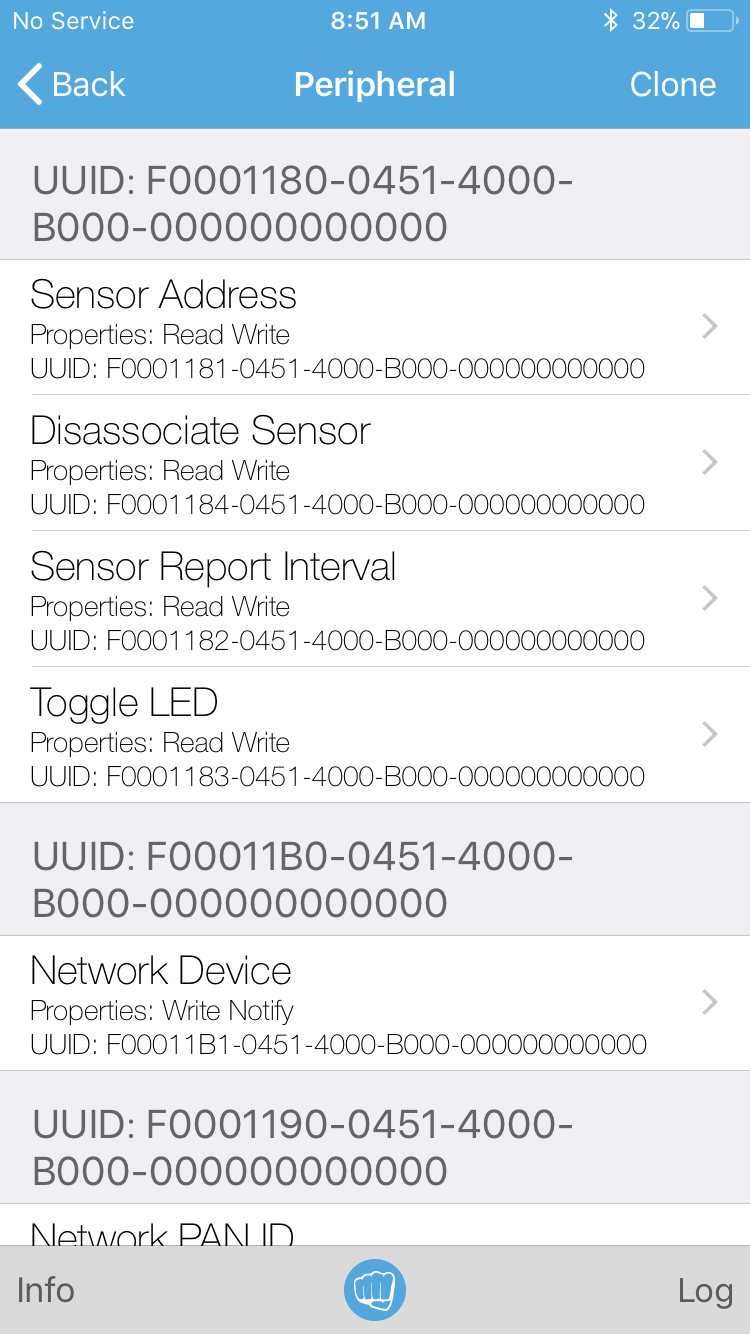 No Service 8:51 AM 32%
Back Peripheral Clone
UUID: F0001180-0451-4000-
B000-000000000000
Sensor Address
Properties: Read Write
UUID: F0001181-0451-4000-B000-000000000000
Disassociate Sensor
Properties: Read Write
UUID: F0001184-0451-4000-B000-000000000000
Sensor Report Interval
Properties: Read Write
UUID: F0001182-0451-4000-B000-000000000000
Toggle LED
Properties: Read Write
UUID: F0001183-0451-4000-B000-000000000000
UUID: F00011B0-0451-4000-
B000-000000000000
Network Device
Properties: Write Notify
UUID: F00011B1-0451-4000-B000-000000000000
UUID: F0001190-0451-4000-
B000-000000000000
Network PAN ID
Info Log